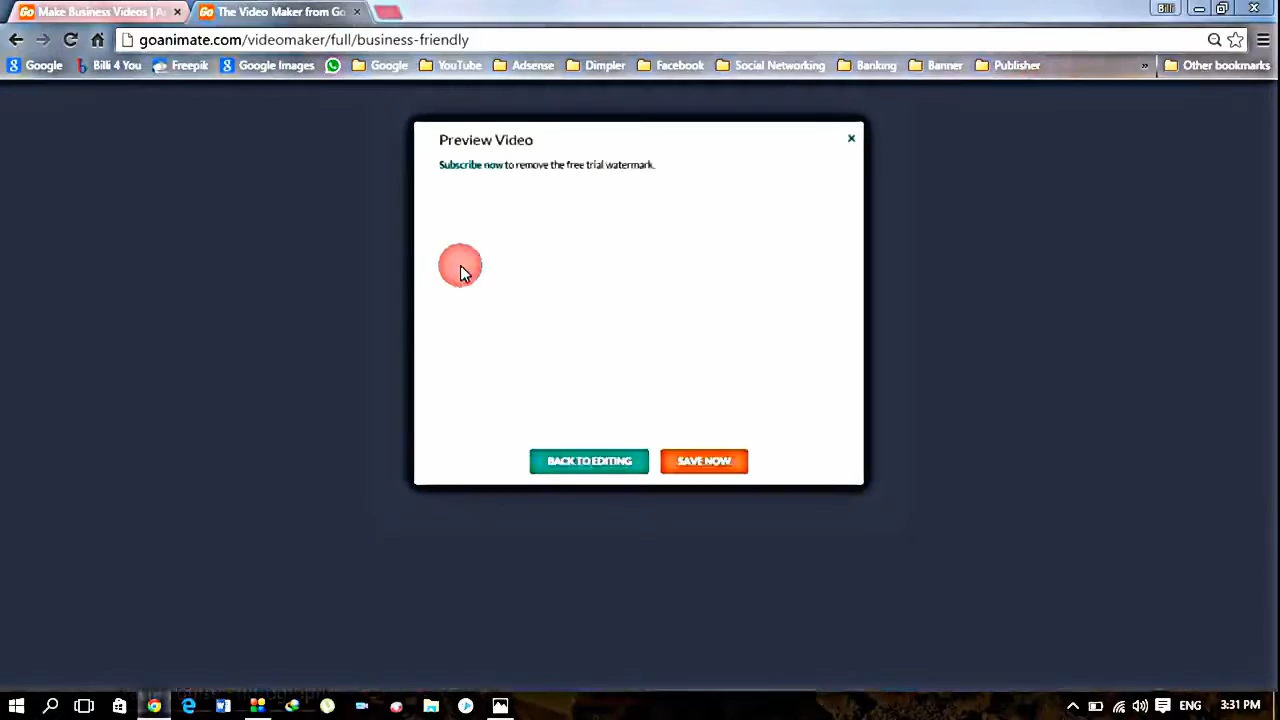 Make Business Videos | A
The Video Maker from Go
Bill
goanimate.com/videomaker/full/business-friendly
Google
Billi 4 You
Freepik
Google Images
Google
YouTube
Adsense
Dimpler
Facebook
Social Networking
Banking
Banner
Publisher
»
Other bookmarks
Preview Video
Subscribe now to remove the free trial watermark.
BACK TO EDITING
SAVE NOW
ENG
3:31 PM